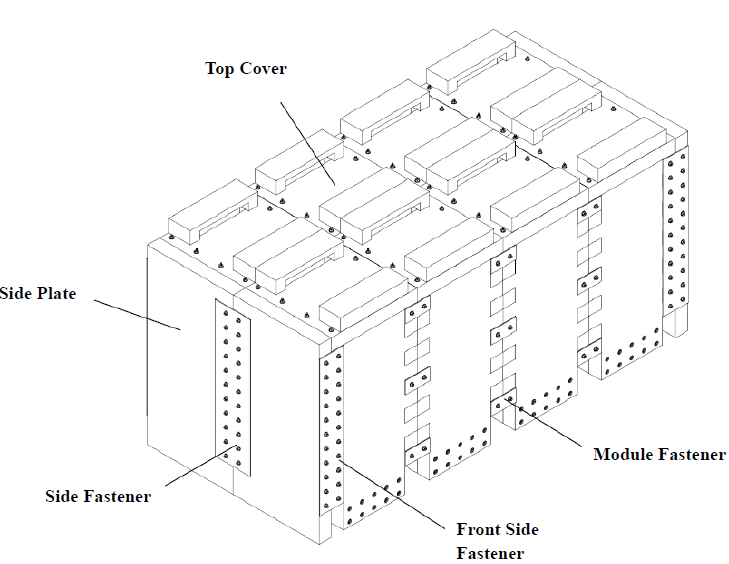 Top Cover
Side Plate
Module Fastener
Side Fastener
Front Side
Fastener